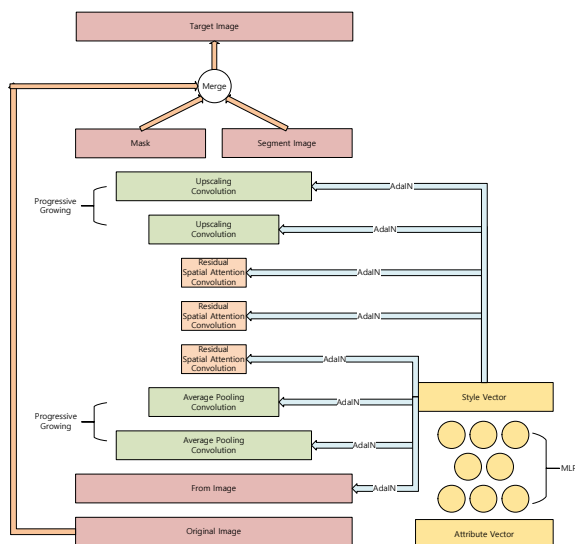 Target Image
Merge
Mask
Segment Image
Upscaling
Convolution
AdaIN
Progressive
Growing
Upscaling
Convolution
AdaIN
Residual
Spatial Attention
Convolution
AdaIN
Residual
Spatial Attention
Convolution
AdaIN
Residual
Spatial Attention
Convolution
AdaIN
Average Pooling
Convolution
AdaIN
Style Vector
Progressive
Growing
Average Pooling
Convolution
AdaIN
MLP
From Image
AdaIN
Original Image
Attribute Vector